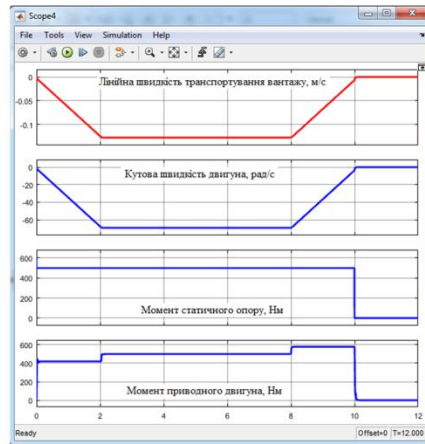 Scope4
File Tools View Simulation Help
0
-0.05
-0.1
Лінійна швидкість транспортування вантажу, м/с
0
-20
-40
-60
Кутова швидкість двигуна, рад/с
600
400
200
0
Момент статичного опору, Нм
600
400
200
0
Момент приводного двигуна, Нм
0 2 4 6 8 10 12
Ready Offset=0 T=12.000